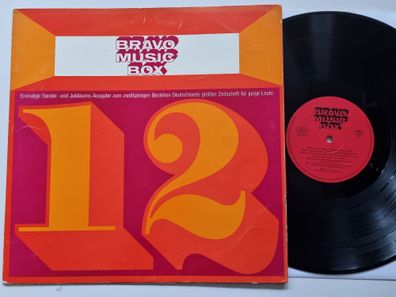 BRAVO
MUSIC
BOX
Einmalige Sonder- und Jubiläums-Ausgabe zum zwölfjährigen Bestehen Deutschlands größter Zeitschrift für junge Leute.
12
BRAVO
MUSIC
BOX